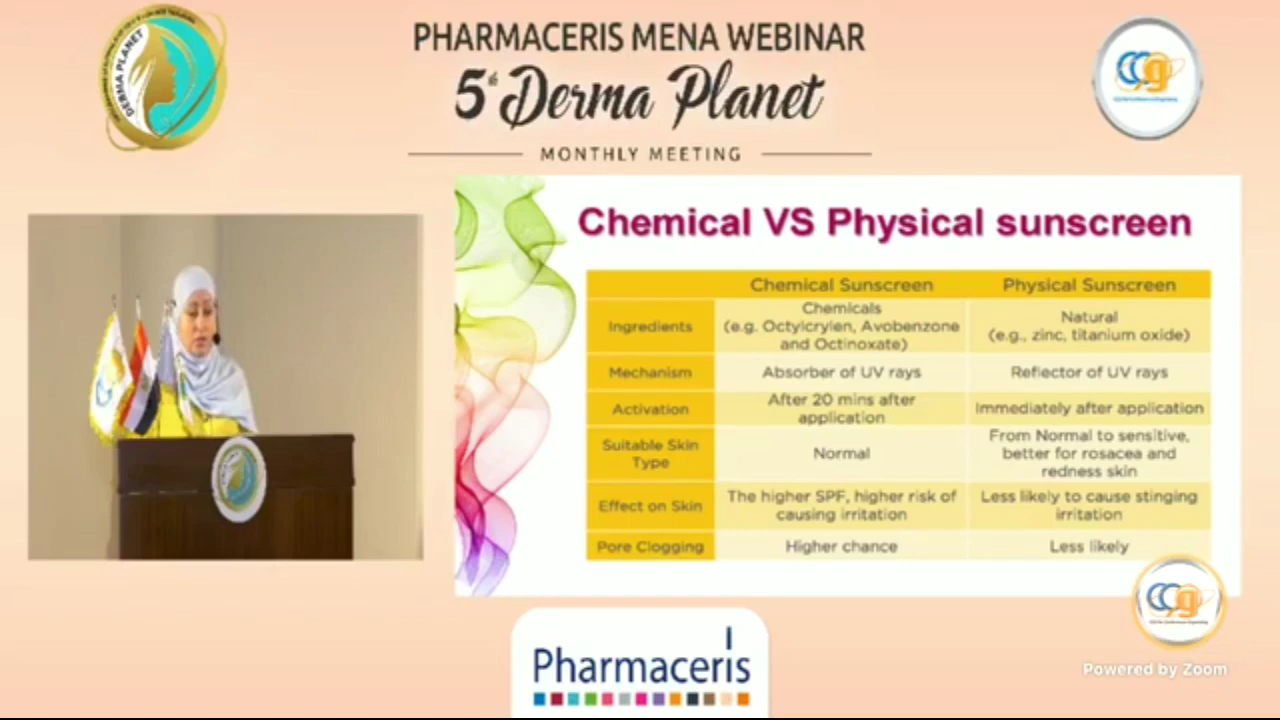 PHARMACERIS MENA WEBINAR
5th Derma Planet
MONTHLY MEETING
DERMA PLANET
CCg
Chemical VS Physical sunscreen
Chemical Sunscreen
Physical Sunscreen
Ingredients
Chemicals
(e.g. Octylcrylen, Avobenzone
and Octinoxate)
Natural
(e.g., zinc, titanium oxide)
Mechanism
Absorber of UV rays
Reflector of UV rays
Activation
After 20 mins after
application
Immediately after application
Suitable Skin
Type
Normal
From Normal to sensitive,
better for rosacea and
redness skin
Effect on Skin
The higher SPF, higher risk of
causing irritation
Less likely to cause stinging
irritation
Pore Clogging
Higher chance
Less likely
CCg
Powered by Zoom
Pharmaceris